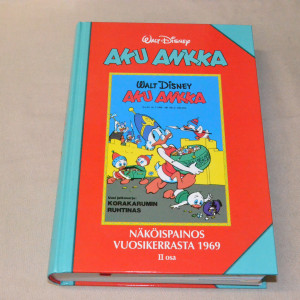 Walt Disney
AKU ANKKA
WALT DISNEY
AKU ANKKA
KORAKARUMIN
RUHTINAS
NÄKÖISPAINOS
VUOSIKERRASTA 1969
II osa